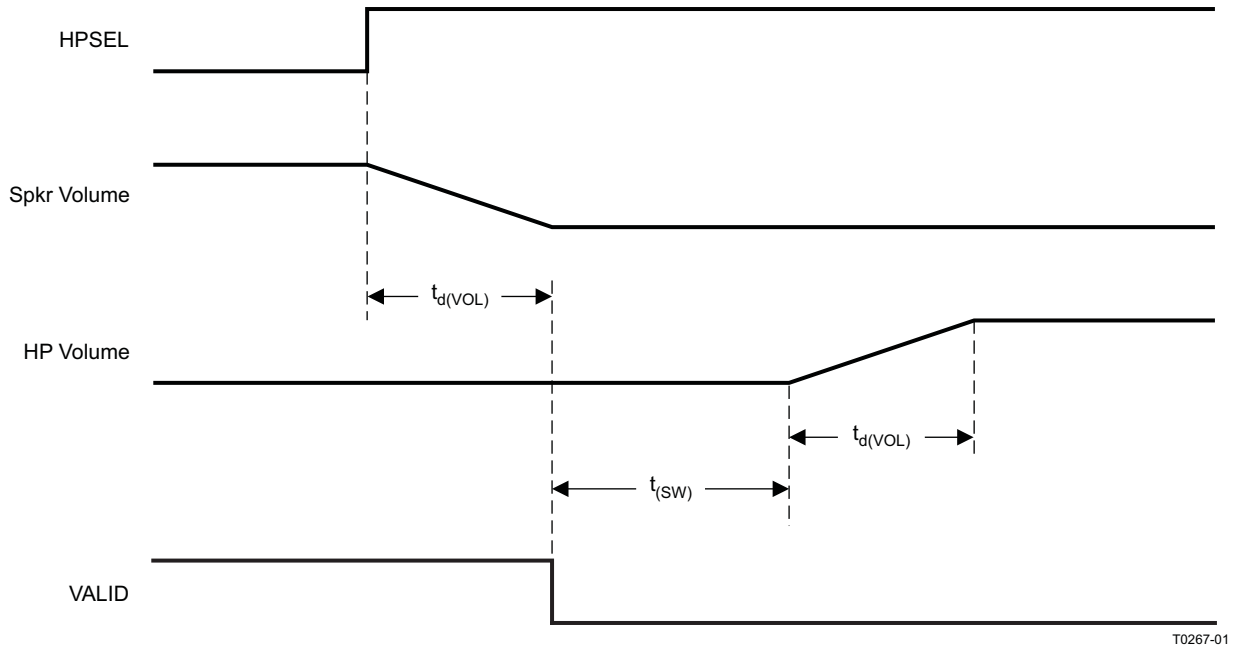 HPSEL
Spkr Volume
t_d(VOL)
HP Volume
t_d(VOL)
t_(SW)
VALID
T0267-01